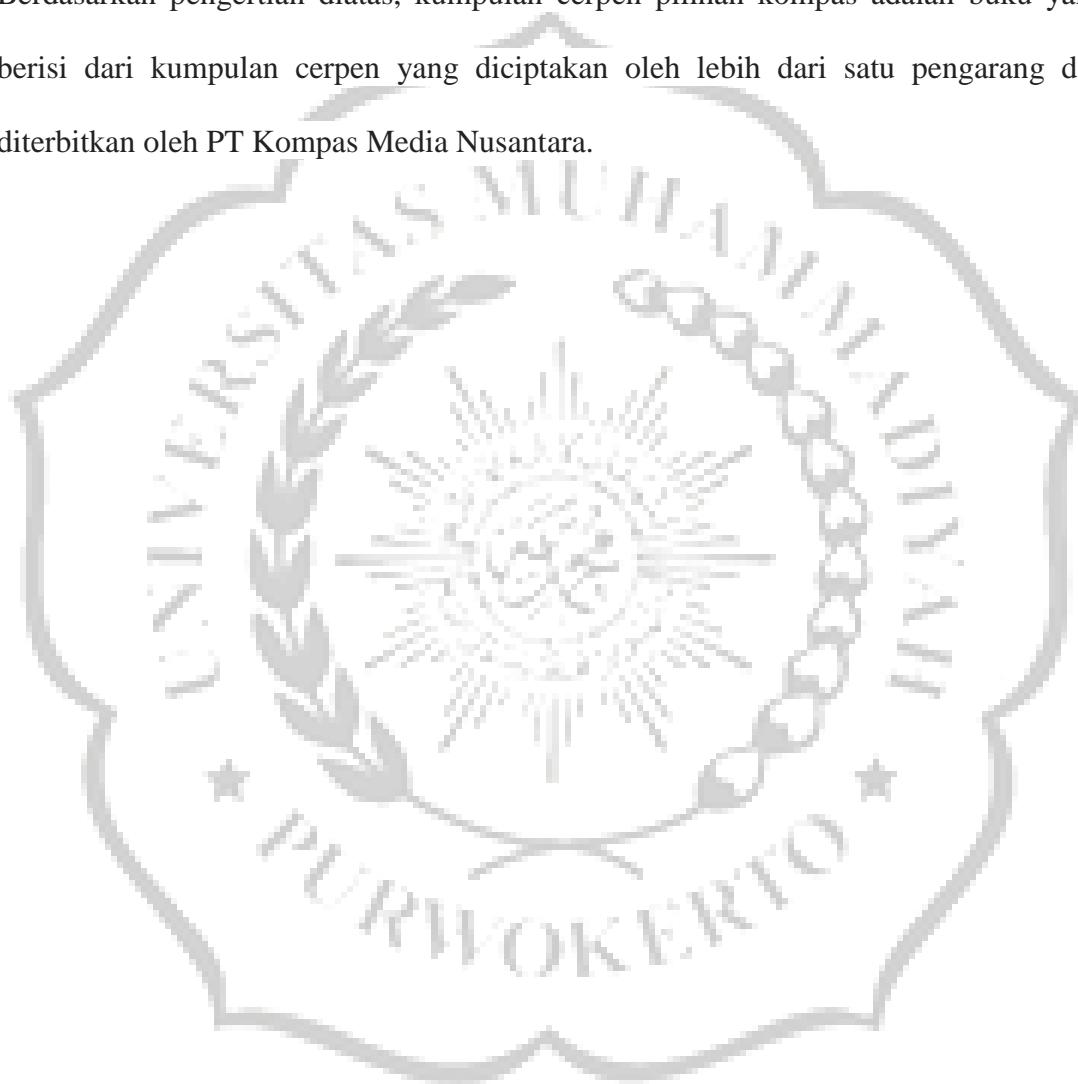 Berdasarkan pengertian diatas, kumpulan cerpen pilihan kompas adalah buku ya
berisi dari kumpulan cerpen yang diciptakan oleh lebih dari satu pengarang d
diterbitkan oleh PT Kompas Media Nusantara.
UNIVERSITAS MUHAMMADIYAH
PURWOKERTO